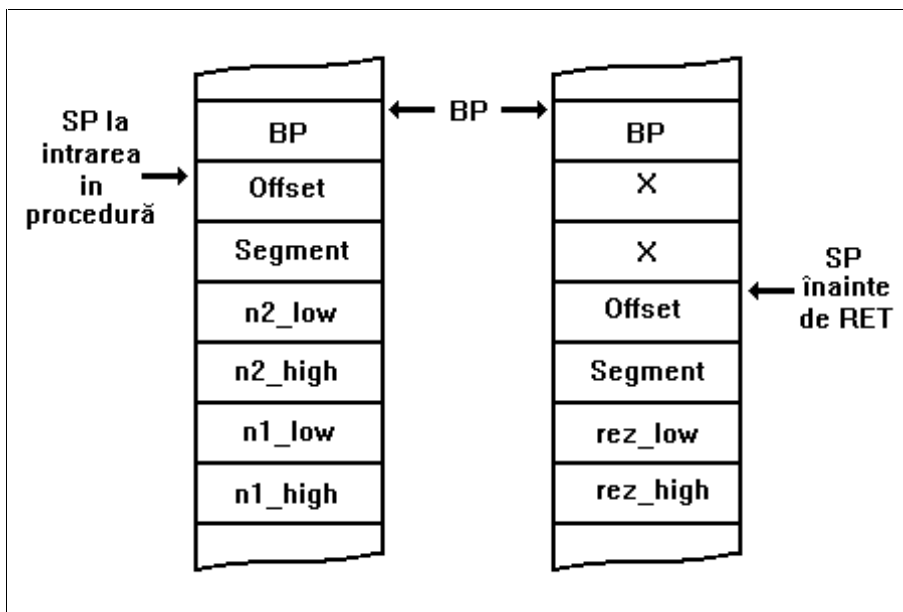 SP la
intrarea
in
procedură
BP
Offset
Segment
n2_low
n2_high
n1_low
n1_high
BP
BP
X
X
Offset
Segment
rez_low
rez_high
SP
înainte
de RET